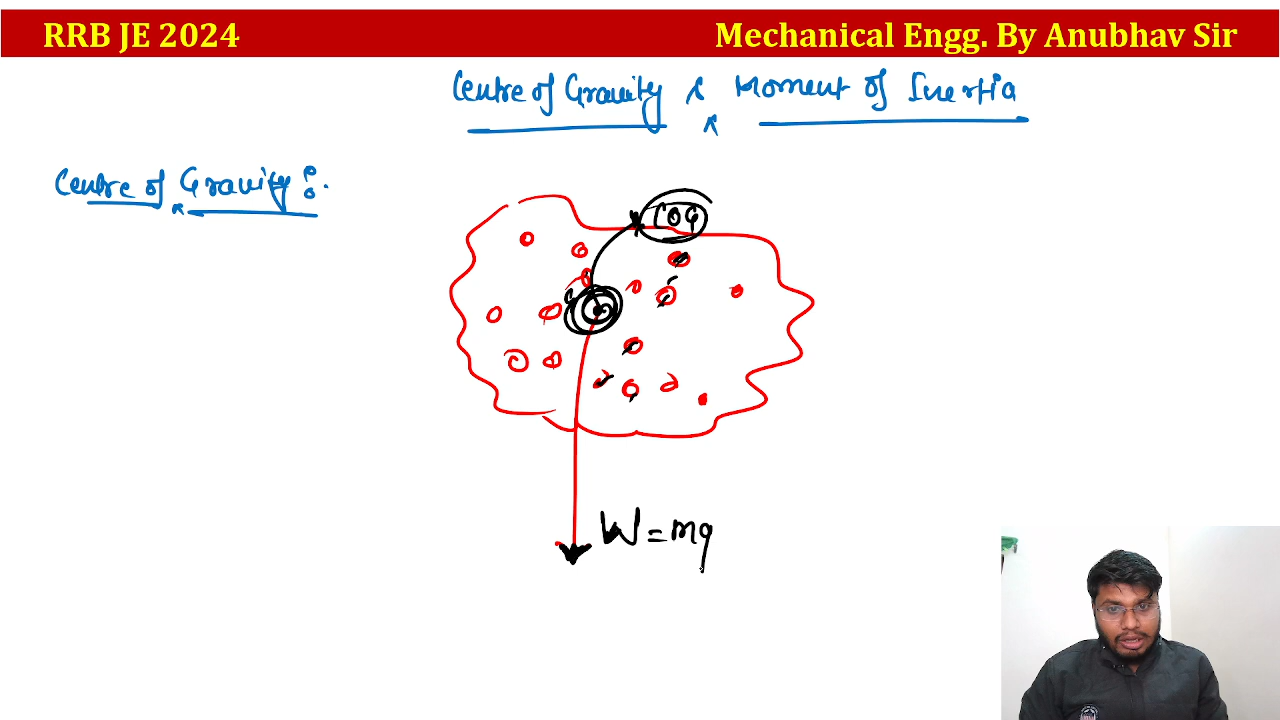 RRB JE 2024
Mechanical Engg. By Anubhav Sir
Centre of Gravity & Moment of Inertia
Centre of Gravity :-
COG
W = mg